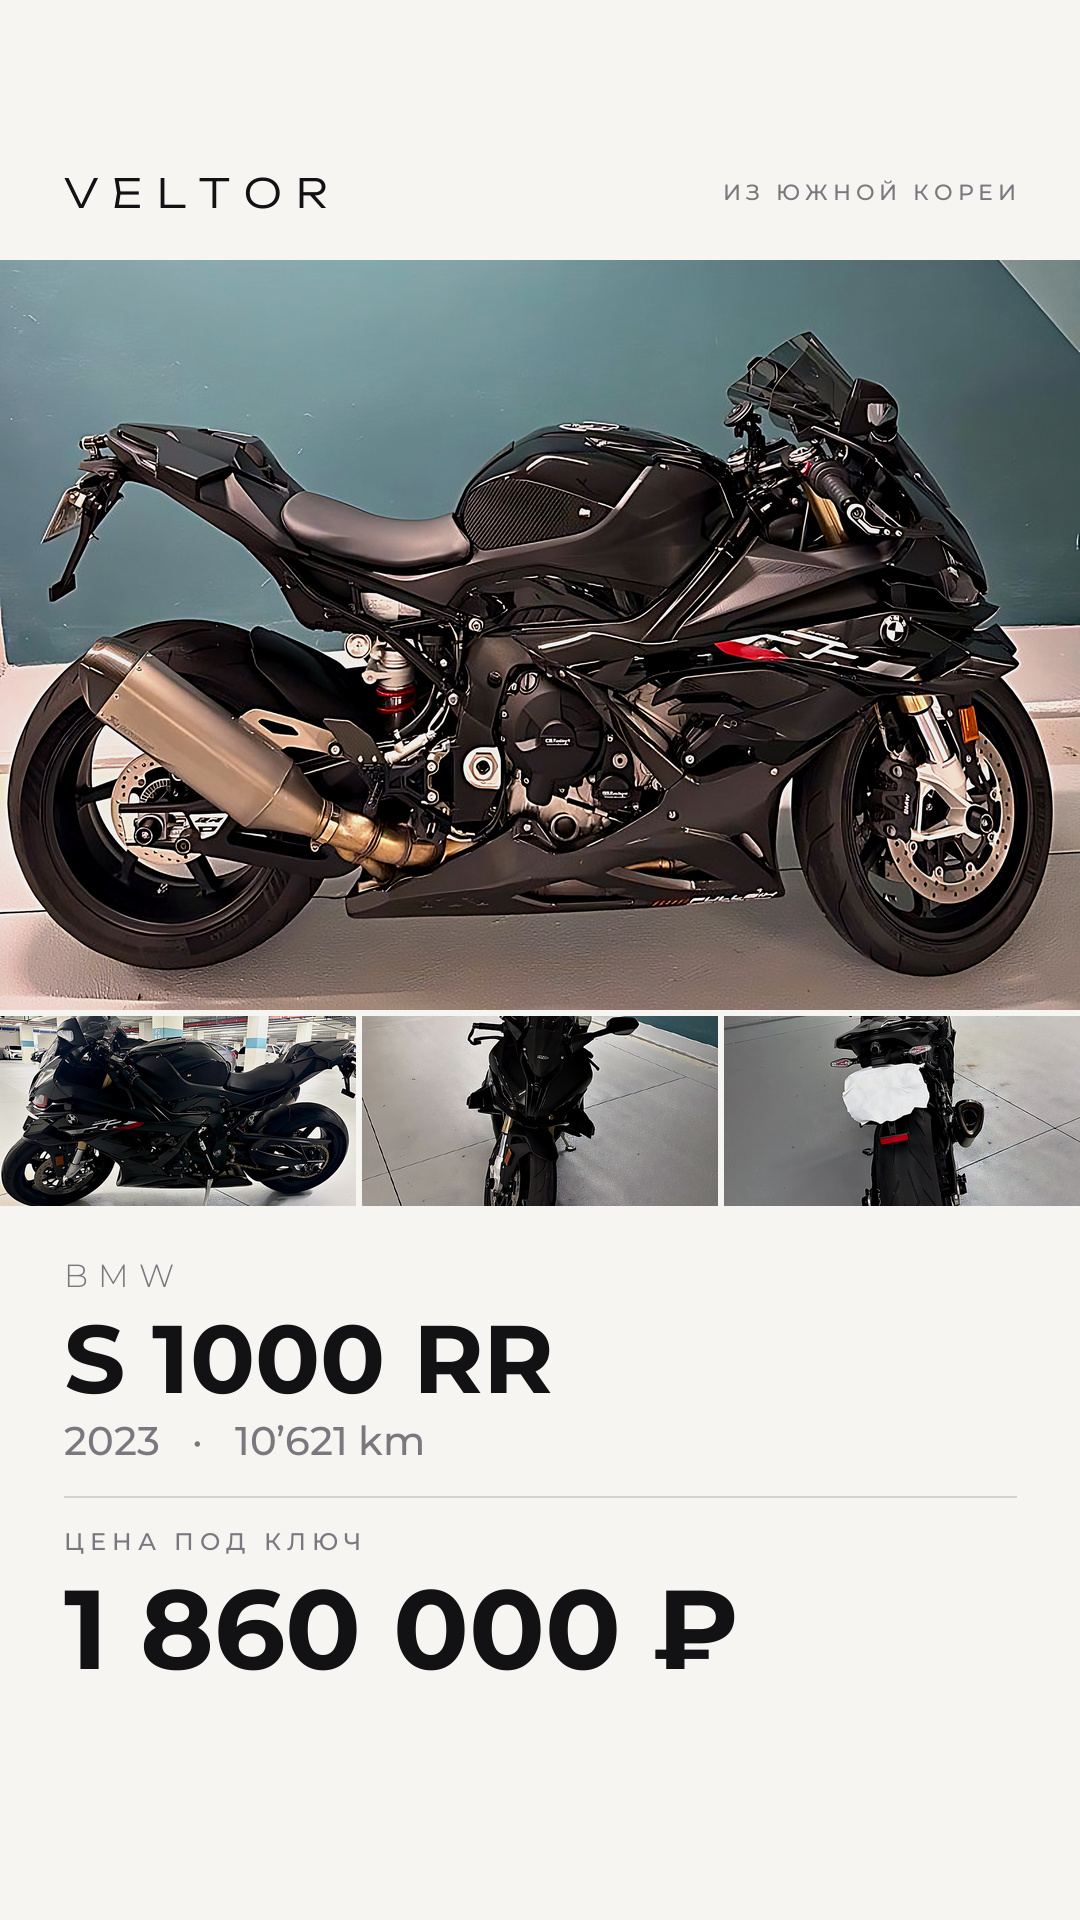 VELTOR
ИЗ ЮЖНОЙ КОРЕИ
BMW
S 1000 RR
2023 · 10’621 km
ЦЕНА ПОД КЛЮЧ
1 860 000 ₽